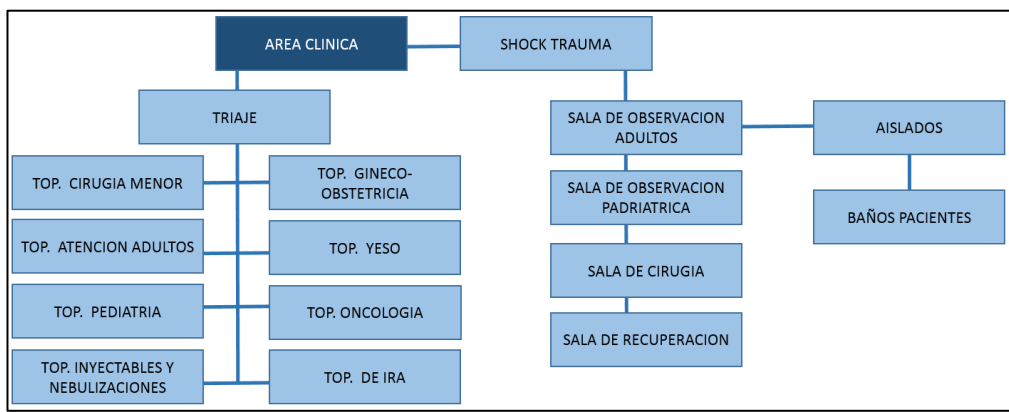 AREA CLINICA
SHOCK TRAUMA
TRIAJE
SALA DE OBSERVACION
ADULTOS
AISLADOS
TOP. CIRUGIA MENOR
TOP. GINECO-
OBSTETRICIA
SALA DE OBSERVACION
PADRIATRICA
BAÑOS PACIENTES
TOP. ATENCION ADULTOS
TOP. YESO
SALA DE CIRUGIA
TOP. PEDIATRIA
TOP. ONCOLOGIA
SALA DE RECUPERACION
TOP. INYECTABLES Y
NEBULIZACIONES
TOP. DE IRA